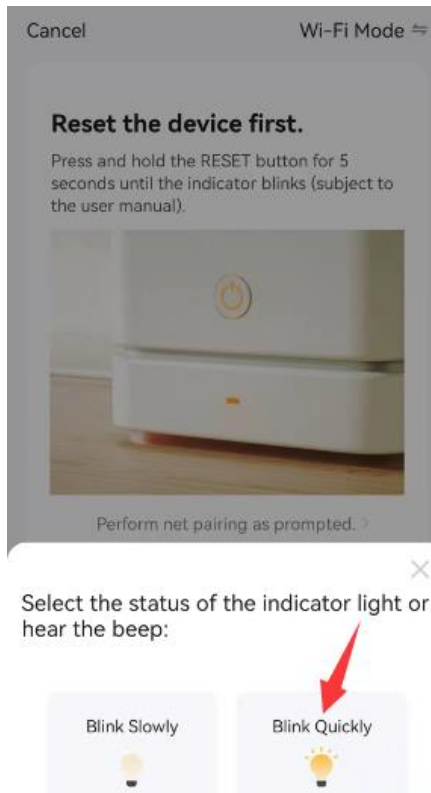 Cancel
Wi-Fi Mode
Reset the device first.
Press and hold the RESET button for 5
seconds until the indicator blinks (subject to
the user manual).
Perform net pairing as prompted. >
Select the status of the indicator light or
hear the beep:
Blink Slowly
Blink Quickly